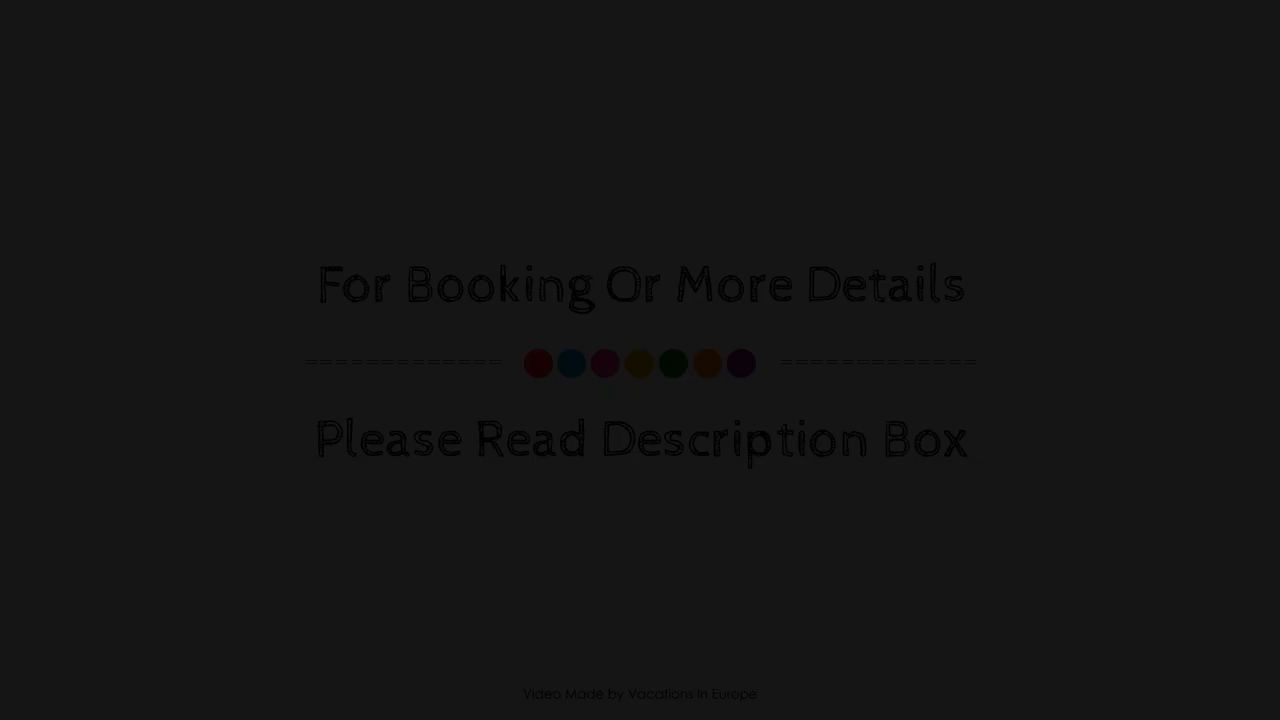 For Booking Or More Details
Please Read Description Box
Video Made by Vacations In Europe